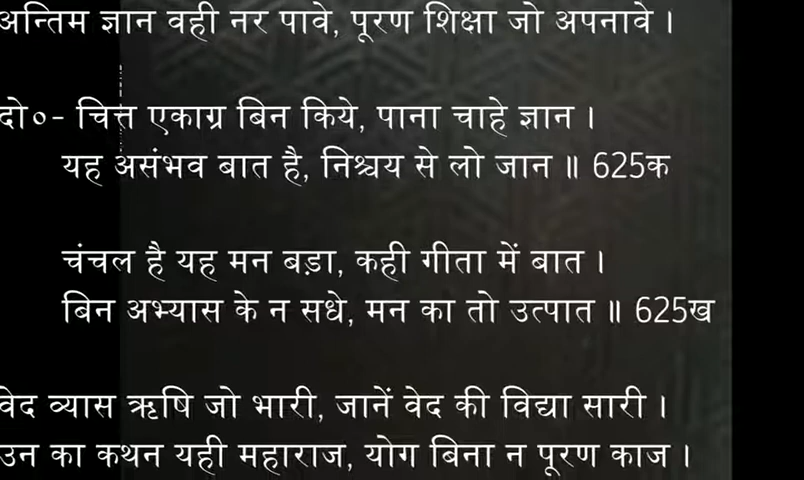 अन्तिम ज्ञान वही नर पावे, पूरण शिक्षा जो अपनावे ।
दो०- चित्त एकाग्र बिन किये, पाना चाहे ज्ञान ।
यह असंभव बात है, निश्चय से लो जान ॥ 625क
चंचल है यह मन बड़ा, कही गीता में बात ।
बिन अभ्यास के न सधे, मन का तो उत्पात ॥ 625ख
वेद व्यास ऋषि जो भारी, जानें वेद की विद्या सारी ।
उन का कथन यही महाराज, योग बिना न पूरण काज ।